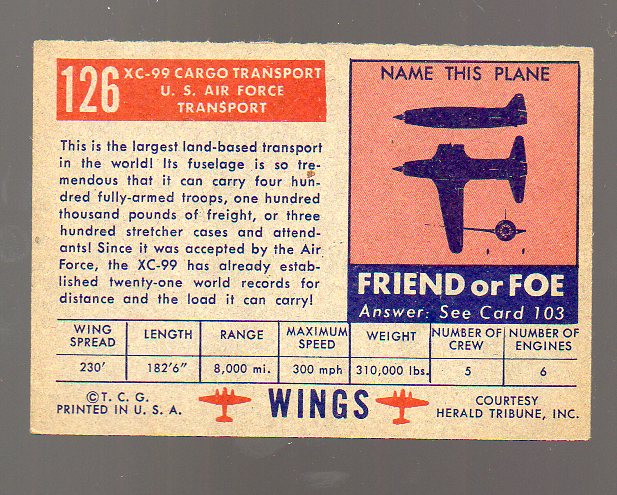 126
XC-99 CARGO TRANSPORT
U. S. AIR FORCE
TRANSPORT
This is the largest land-based transport
in the world! Its fuselage is so tre-
mendous that it can carry four hun-
dred fully-armed troops, one hundred
thousand pounds of freight, or three
hundred stretcher cases and attend-
ants! Since it was accepted by the Air
Force, the XC-99 has already estab-
lished twenty-one world records for
distance and the load it can carry!
NAME THIS PLANE
FRIEND or FOE
Answer: See Card 103
WING SPREAD LENGTH RANGE MAXIMUM SPEED WEIGHT NUMBER OF CREW NUMBER OF ENGINES
230' 182'6" 8,000 mi. 300 mph 310,000 lbs. 5 6
©T. C. G.
PRINTED IN U. S. A.
WINGS
COURTESY
HERALD TRIBUNE, INC.